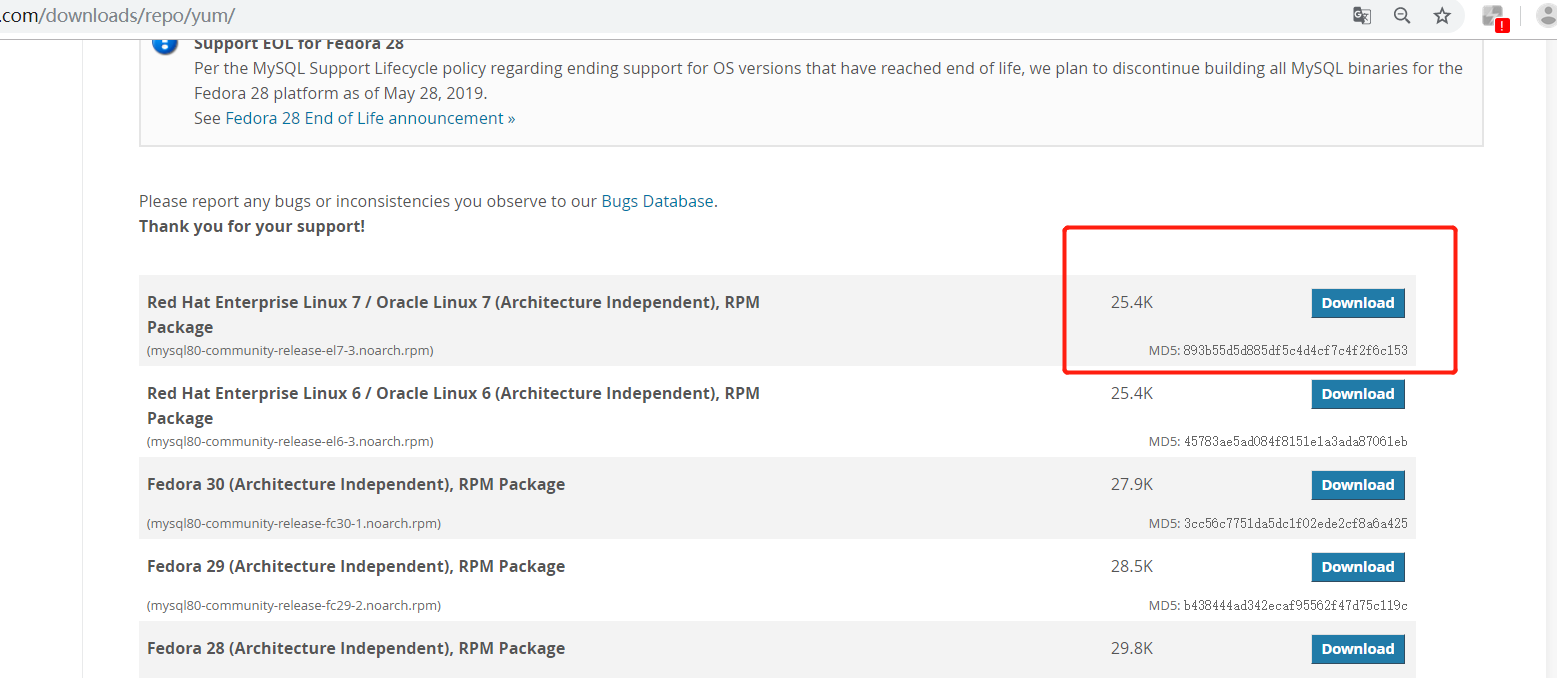 .com/downloads/repo/yum/
Support EOL for Fedora 28
Per the MySQL Support Lifecycle policy regarding ending support for OS versions that have reached end of life, we plan to discontinue building all MySQL binaries for the
Fedora 28 platform as of May 28, 2019.
See Fedora 28 End of Life announcement »
Please report any bugs or inconsistencies you observe to our Bugs Database.
Thank you for your support!
Red Hat Enterprise Linux 7 / Oracle Linux 7 (Architecture Independent), RPM 25.4K Download
Package
(mysql80-community-release-el7-3.noarch.rpm) MD5: 893b55d5d885df5c4d4cf7c4f2f6c153
Red Hat Enterprise Linux 6 / Oracle Linux 6 (Architecture Independent), RPM 25.4K Download
Package
(mysql80-community-release-el6-3.noarch.rpm) MD5: 45783ae5ad084f8151e1a3ada87061eb
Fedora 30 (Architecture Independent), RPM Package 27.9K Download
(mysql80-community-release-fc30-1.noarch.rpm) MD5: 3cc56c7751da5dc1f02ede2cf8a6a425
Fedora 29 (Architecture Independent), RPM Package 28.5K Download
(mysql80-community-release-fc29-2.noarch.rpm) MD5: b438444ad342ecaf95562f47d75c119c
Fedora 28 (Architecture Independent), RPM Package 29.8K Download